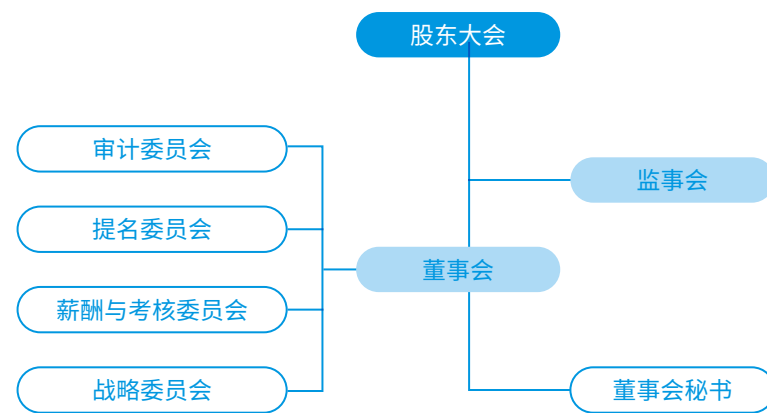 股东大会
审计委员会
监事会
提名委员会
董事会
薪酬与考核委员会
战略委员会
董事会秘书